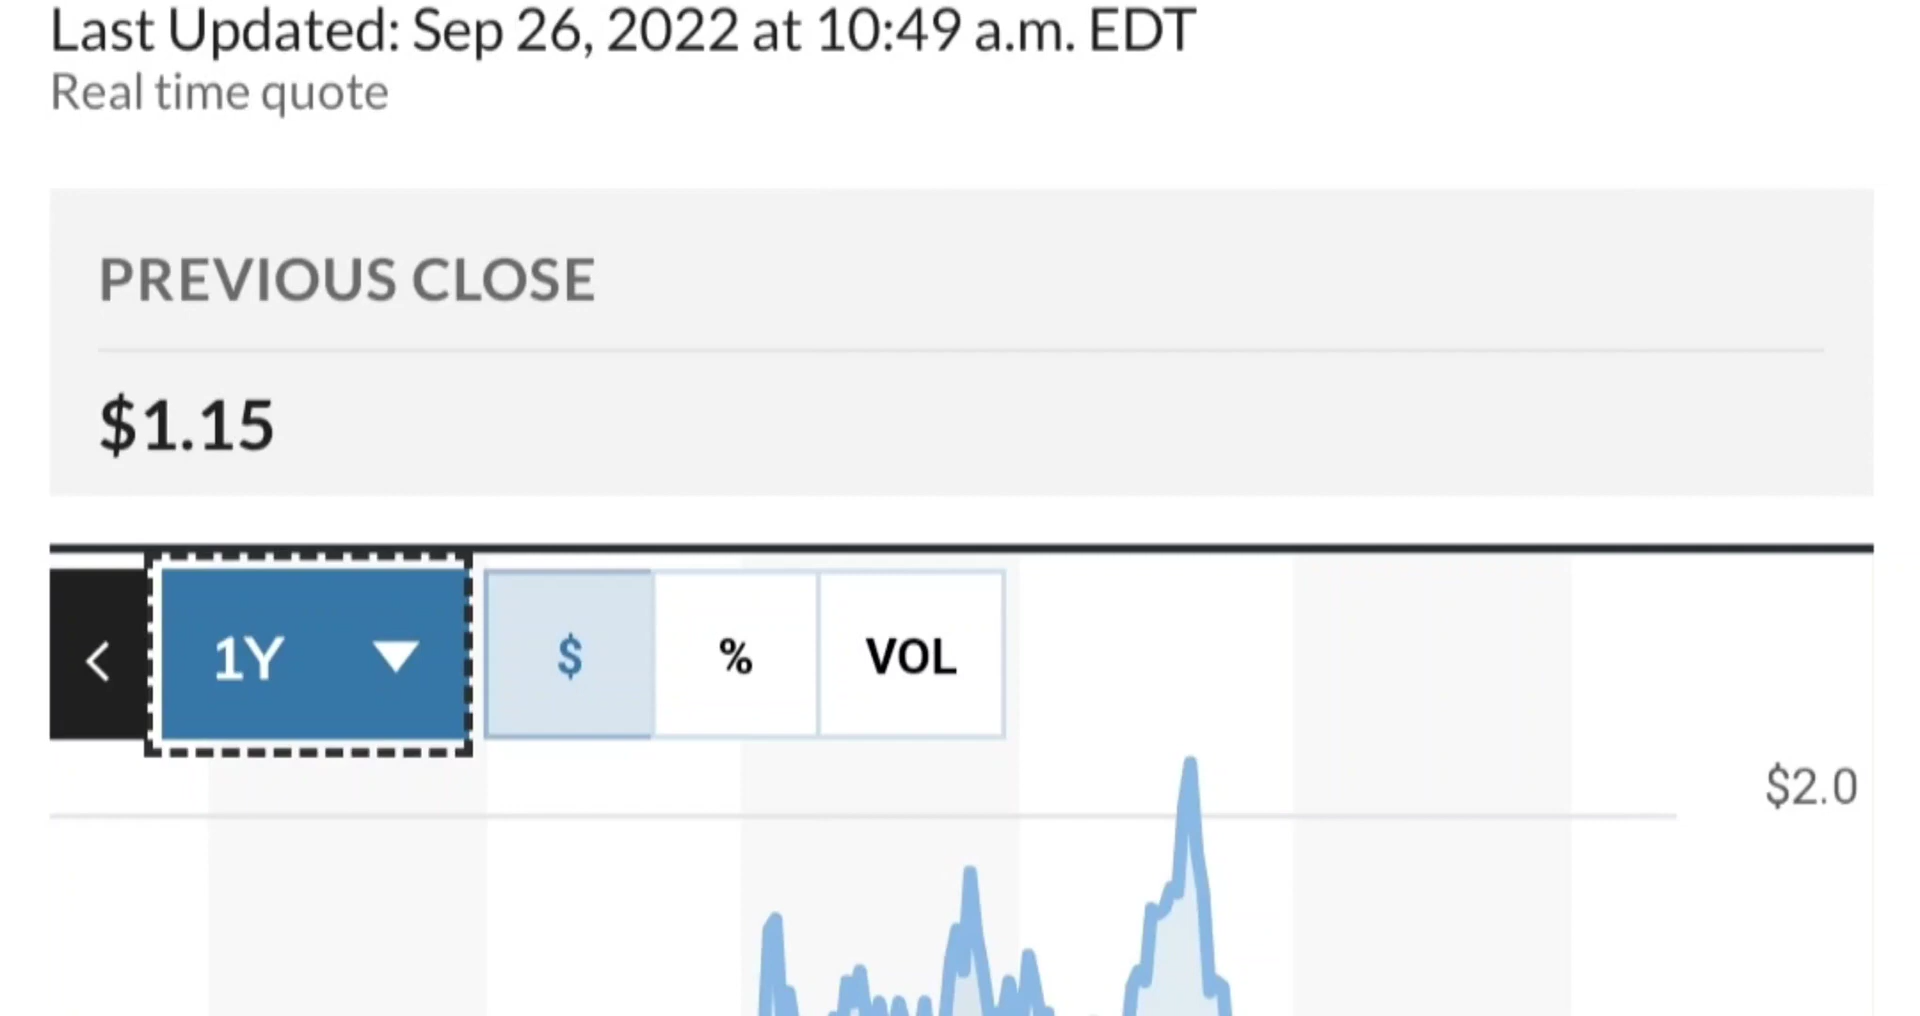 Last Updated: Sep 26, 2022 at 10:49 a.m. EDT
Real time quote
PREVIOUS CLOSE
$1.15
1Y $ % VOL
$2.0